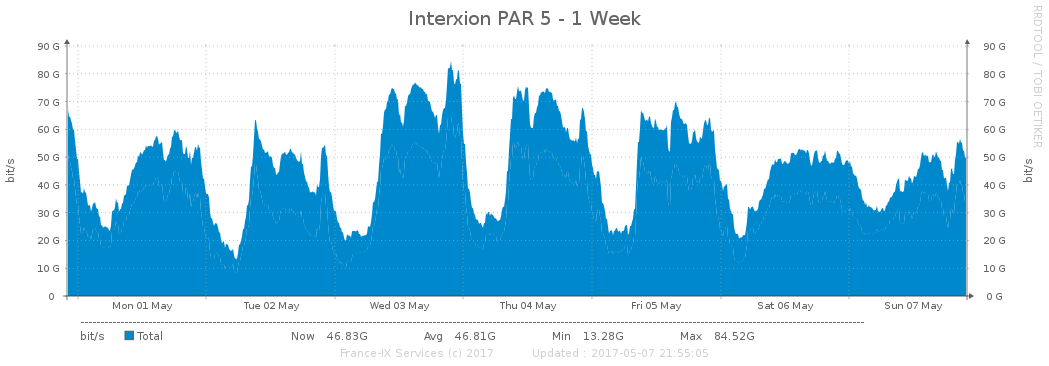 Interxion PAR 5 - 1 Week
RRDTOOL / TOBI OETIKER
bit/s
90 G
80 G
70 G
60 G
50 G
40 G
30 G
20 G
10 G
0
90 G
80 G
70 G
60 G
50 G
40 G
30 G
20 G
10 G
0 G
bit/s
Mon 01 May Tue 02 May Wed 03 May Thu 04 May Fri 05 May Sat 06 May Sun 07 May
bit/s Total Now 46.83G Avg 46.81G Min 13.28G Max 84.52G
France-IX Services (c) 2017 Updated : 2017-05-07 21:55:05